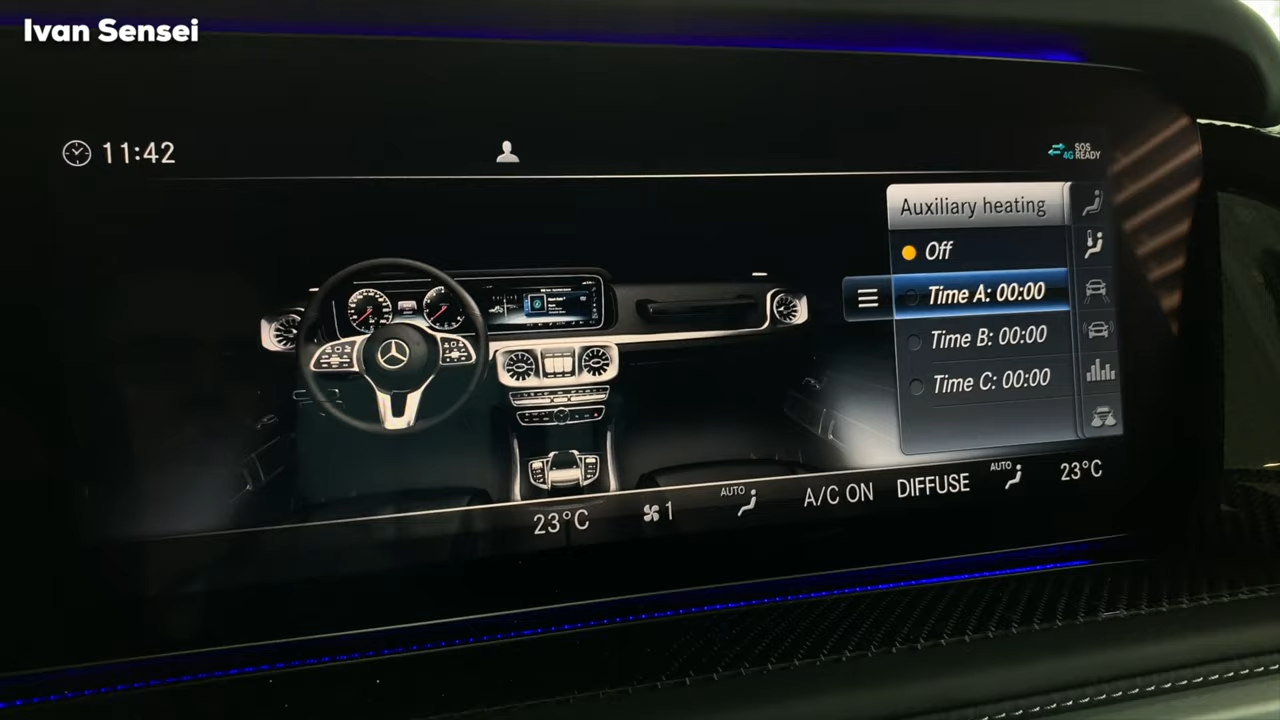 Ivan Sensei
11:42
4G SOS READY
Auxiliary heating
Off
Time A: 00:00
Time B: 00:00
Time C: 00:00
23°C
1
AUTO
A/C ON
DIFFUSE
AUTO
23°C